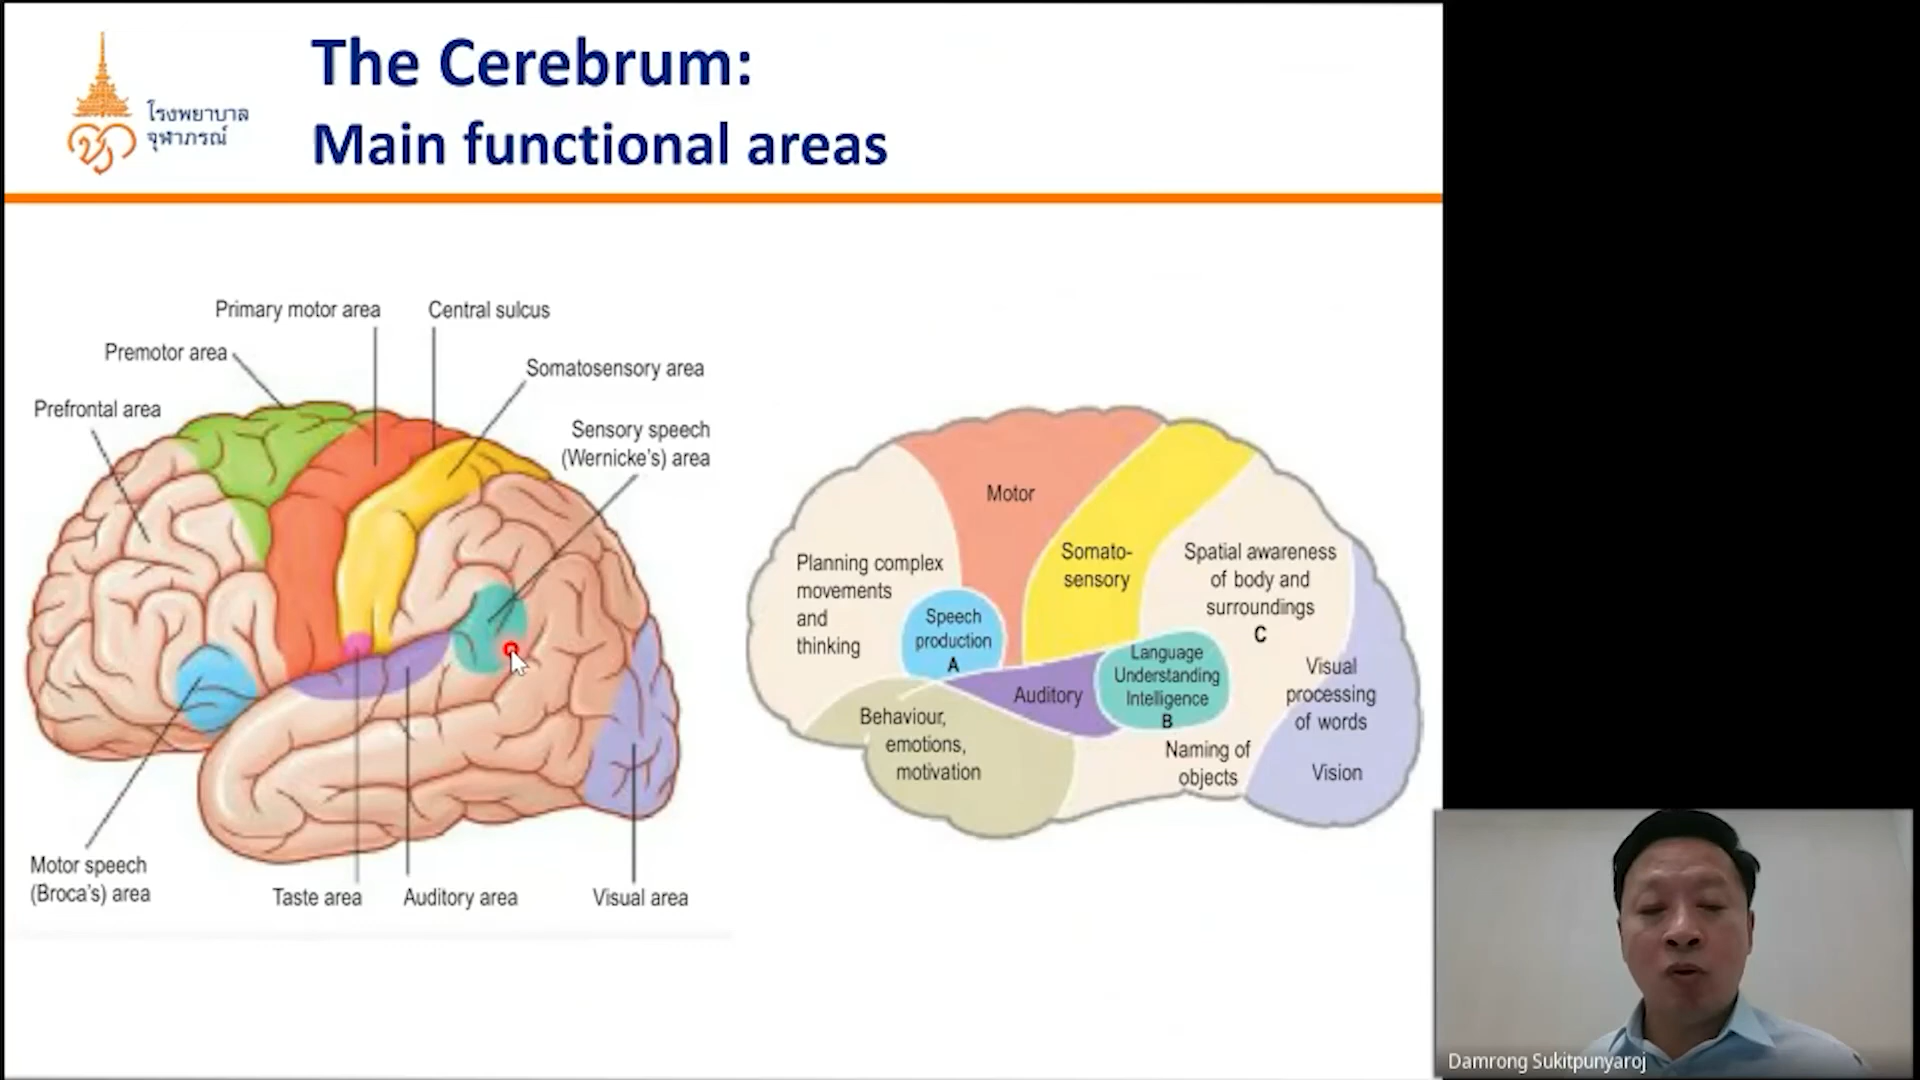 The Cerebrum:
Main functional areas
โรงพยาบาล
จุฬาภรณ์
Primary motor area
Central sulcus
Premotor area
Somatosensory area
Prefrontal area
Sensory speech
(Wernicke's) area
Motor speech
(Broca's) area
Taste area
Auditory area
Visual area
Motor
Somato-
sensory
Planning complex
movements
and
thinking
Speech
production
A
Spatial awareness
of body and
surroundings
C
Language
Understanding
Intelligence
B
Auditory
Visual
processing
of words
Vision
Behaviour,
emotions,
motivation
Naming of
objects
Damrong Sukitpunyaroj